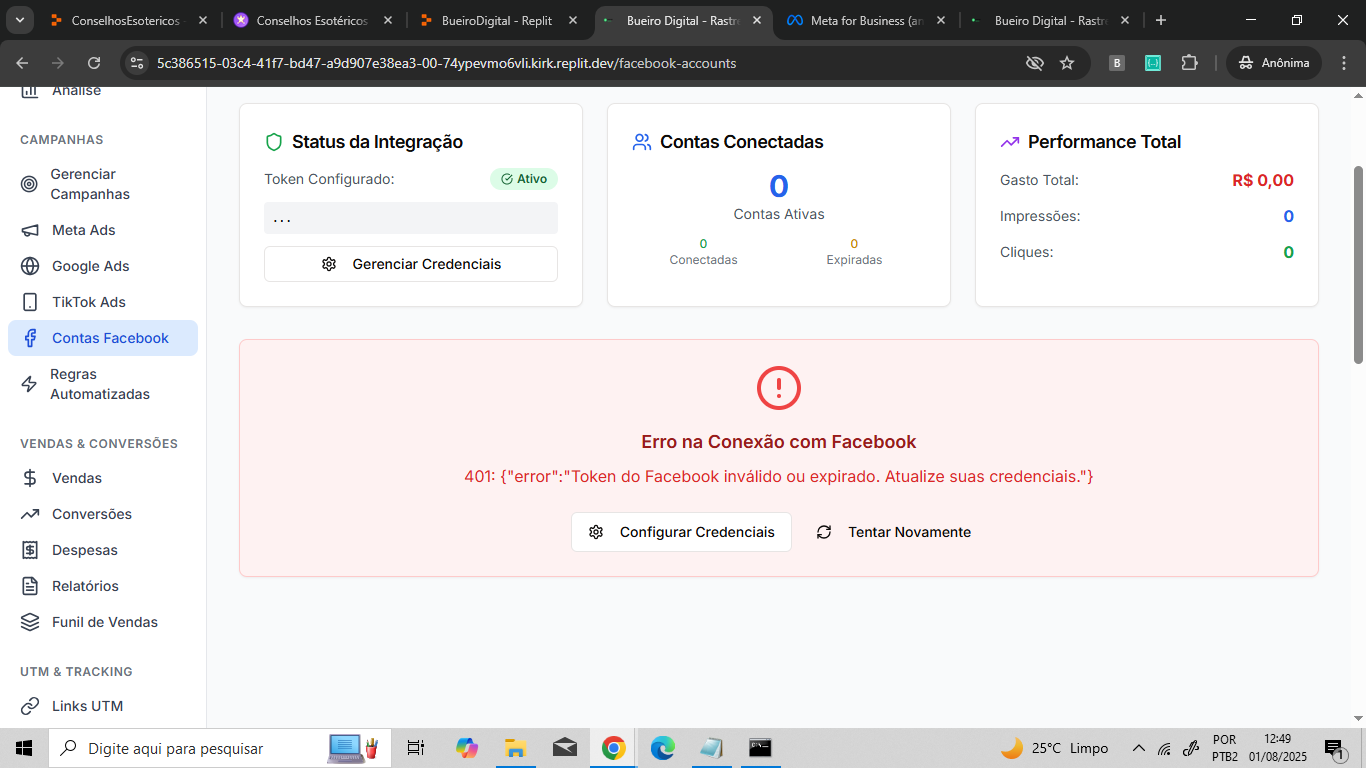 ConselhosEsotericos
Conselhos Esotéricos
BueiroDigital - Replit
Bueiro Digital - Rastre
Meta for Business (an
Bueiro Digital - Rastre
5c386515-03c4-41f7-bd47-a9d907e38ea3-00-74ypevmo6vli.kirk.replit.dev/facebook-accounts
B
Anônima
Análise
CAMPANHAS
Gerenciar
Campanhas
Meta Ads
Google Ads
TikTok Ads
Contas Facebook
Regras
Automatizadas
VENDAS & CONVERSÕES
Vendas
Conversões
Despesas
Relatórios
Funil de Vendas
UTM & TRACKING
Links UTM
Status da Integração
Token Configurado:
Ativo
...
Gerenciar Credenciais
Contas Conectadas
0
Contas Ativas
0
Conectadas
0
Expiradas
Performance Total
Gasto Total:
R$ 0,00
Impressões:
0
Cliques:
0
Erro na Conexão com Facebook
401: {"error":"Token do Facebook inválido ou expirado. Atualize suas credenciais."}
Configurar Credenciais
Tentar Novamente
Digite aqui para pesquisar
25°C Limpo
POR
PTB2
12:49
01/08/2025
1